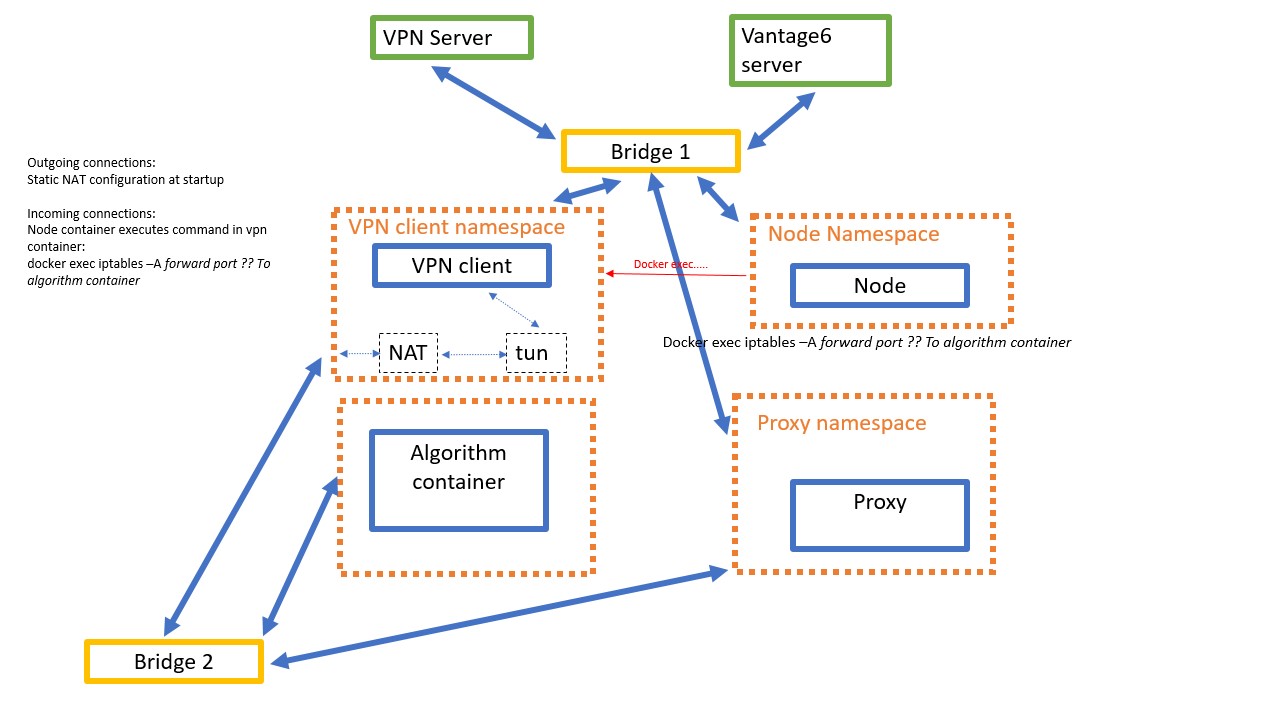 VPN Server
Vantage6
server
Bridge 1
Outgoing connections:
Static NAT configuration at startup
Incoming connections:
Node container executes command in vpn
container:
docker exec iptables –A forward port ?? To
algorithm container
VPN client namespace
VPN client
NAT
tun
Docker exec.....
Node Namespace
Node
Docker exec iptables –A forward port ?? To algorithm container
Algorithm
container
Proxy namespace
Proxy
Bridge 2